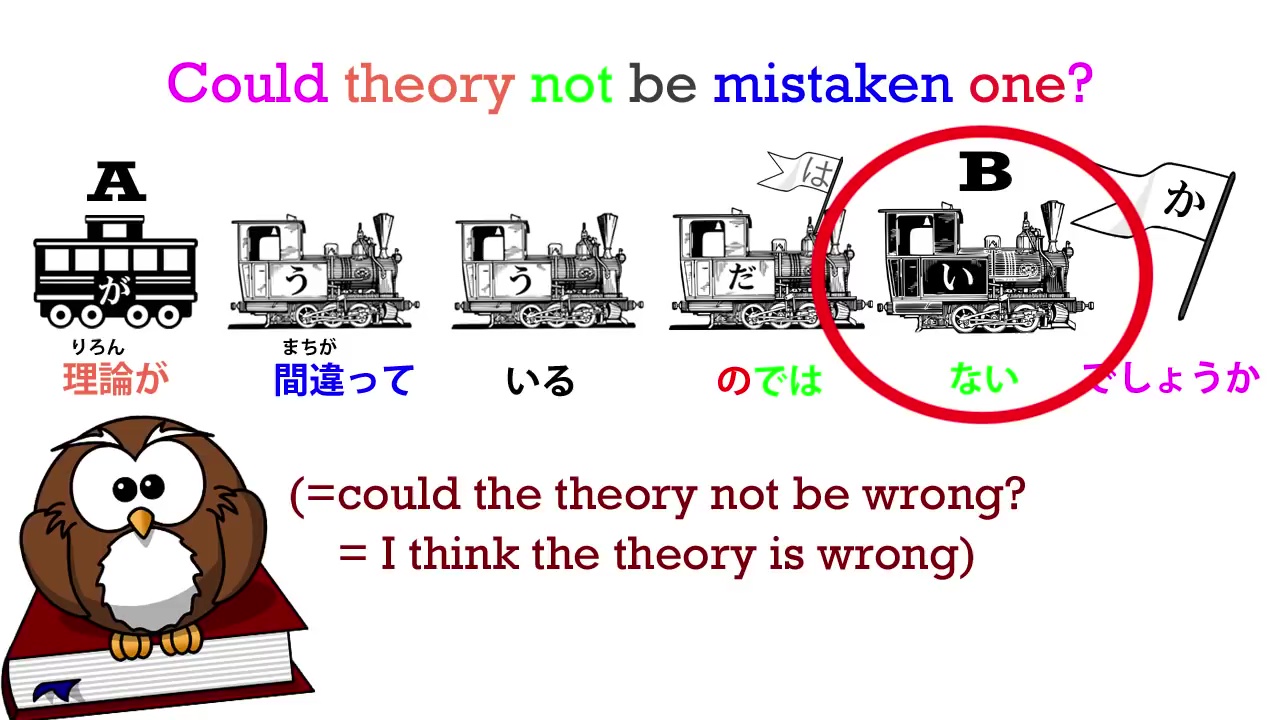 Could theory not be mistaken one?
A
B
は
か
が
う
う
だ
い
りろん
まちが
理論が 間違って いる のでは ない でしょうか
(=could the theory not be wrong?
= I think the theory is wrong)